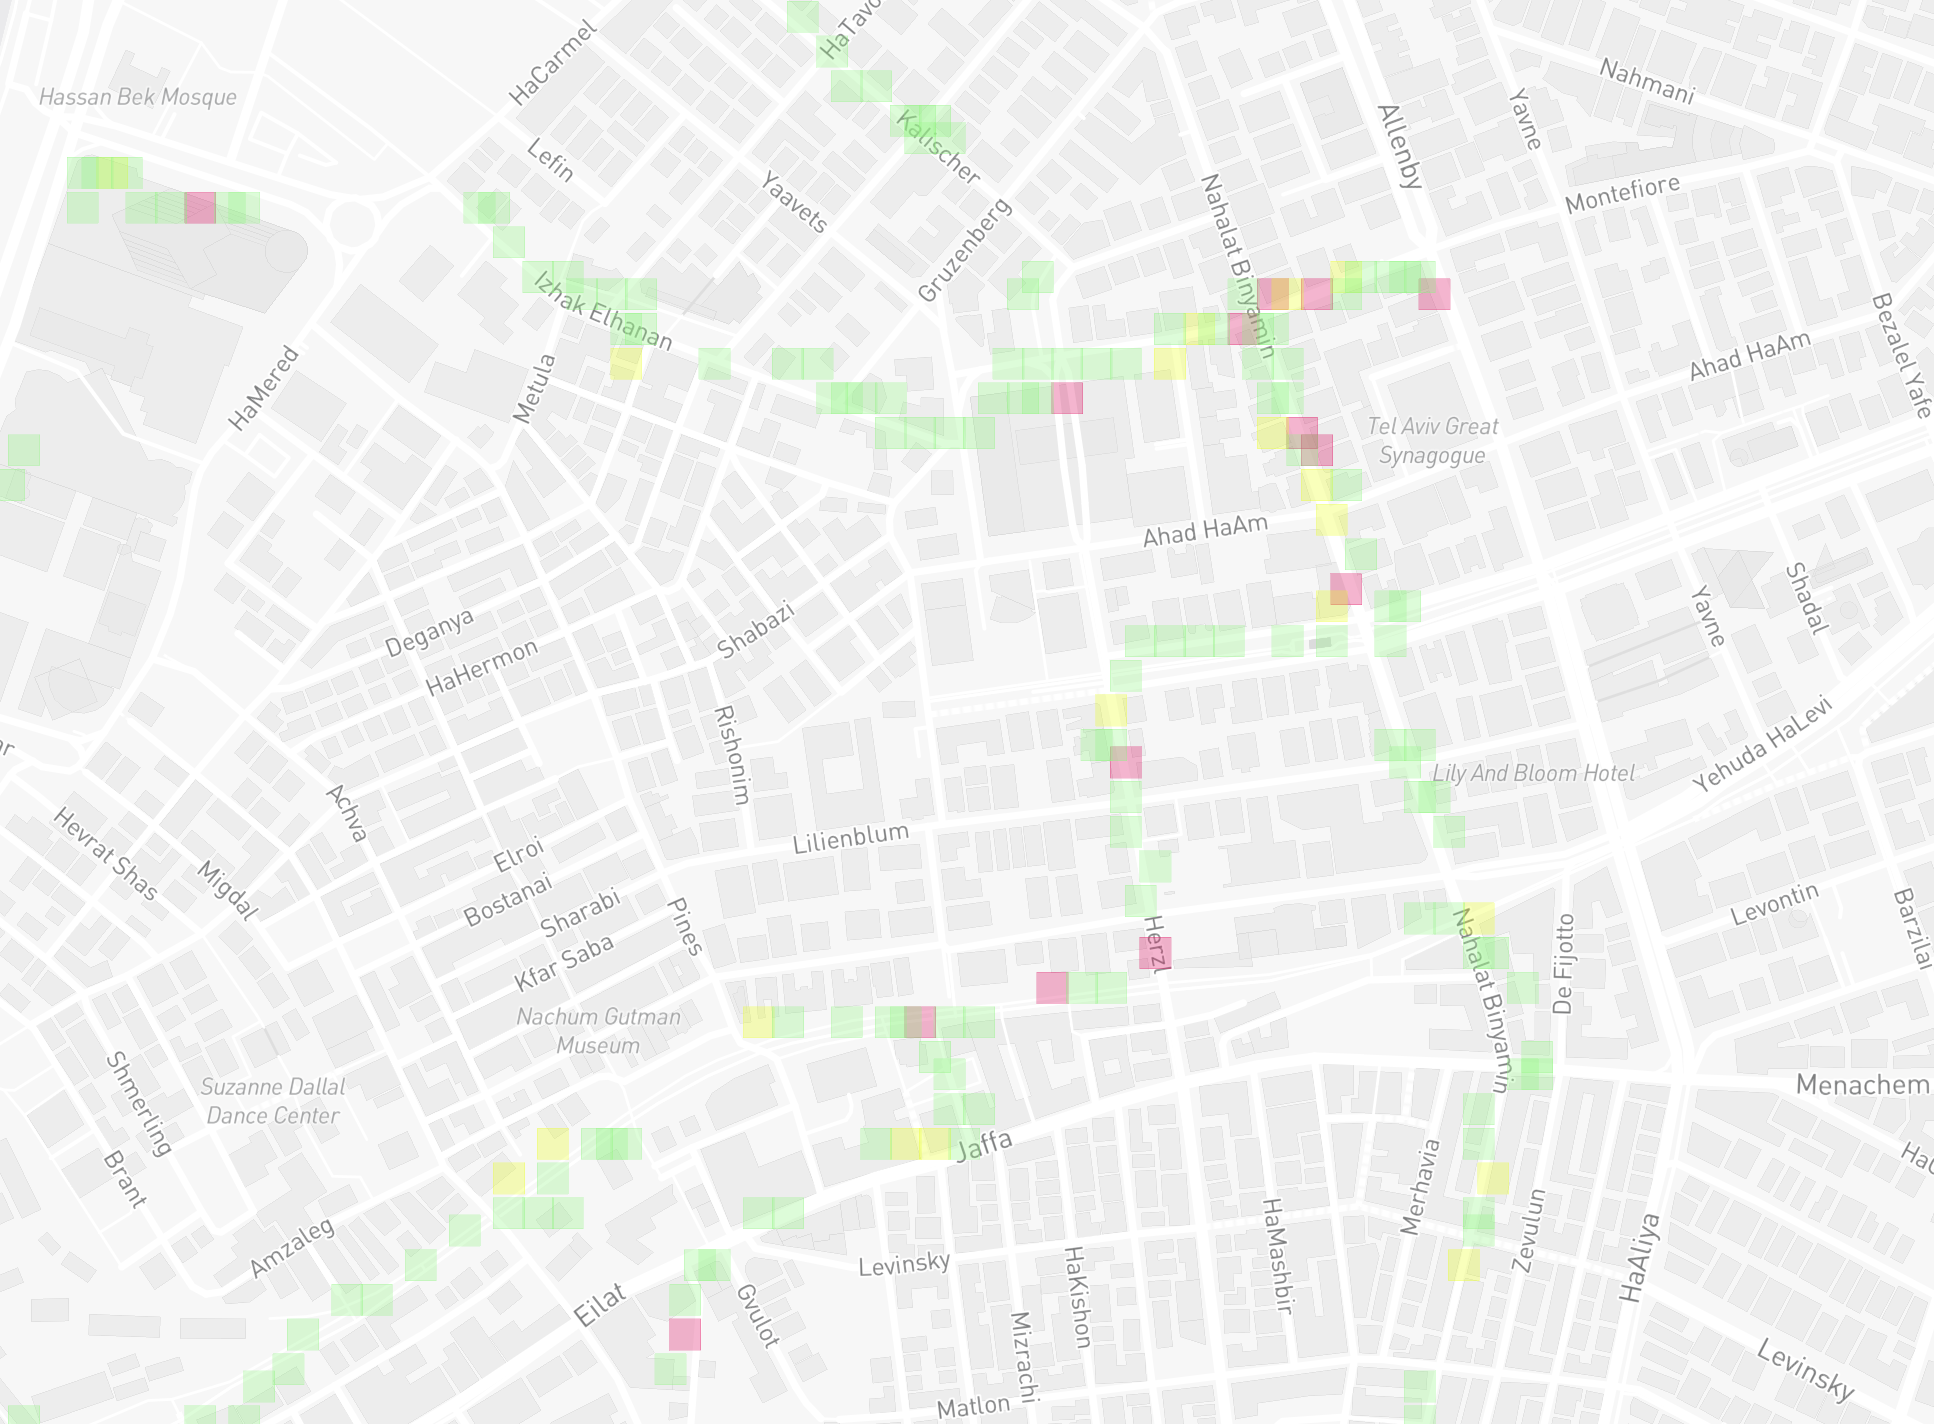 HaCarmel
HaTavo
Hassan Bek Mosque
Nahmani
Yavne
Allenby
Kalischer
Lefin
Yaavets
Montefiore
Nahalat Binyamin
Gruzenberg
Izhak Elhanan
Bezalel Yafe
Ahad HaAm
HaMered
Metula
Tel Aviv Great
Synagogue
Ahad HaAm
Shadal
Yavne
Deganya
Shabazi
HaHermon
Rishonim
Yehuda HaLevi
Lily And Bloom Hotel
Achva
Hevrat Shas
Lilienblum
Elroi
Migdal
Bostanai
Sharabi
Pines
Levontin
Barzilai
Kfar Saba
Herzl
De Fijotto
Nahalat Binyamin
Nachum Gutman
Museum
Shmerling
Suzanne Dallal
Dance Center
Menachem
Jaffa
Brant
Merhavia
Zevulun
HaAliya
HaMashbir
Amzaleg
Levinsky
HaKishon
Eilat
Gvulot
Mizrachi
Levinsky
Matlon